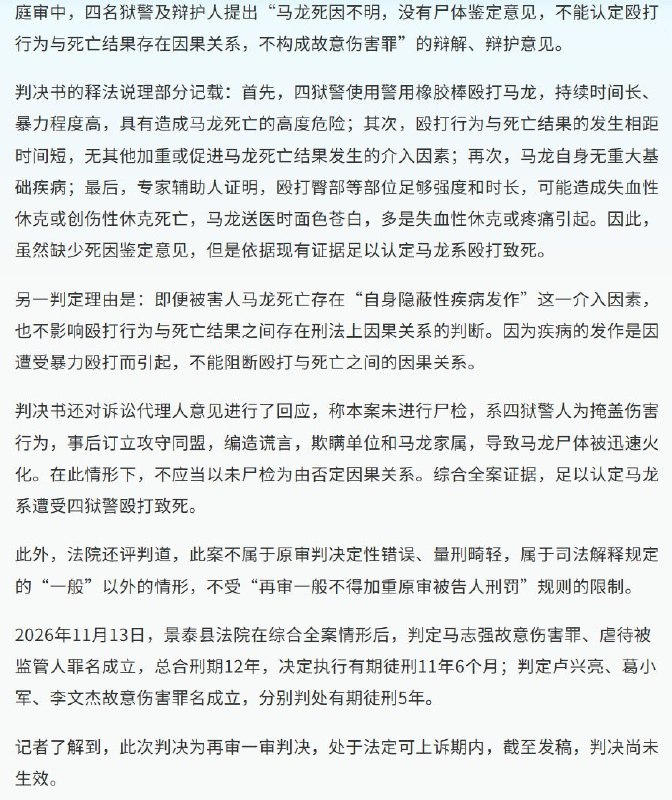 庭审中，四名狱警及辩护人提出“马龙死因不明，没有尸体鉴定意见，不能认定殴打
行为与死亡结果存在因果关系，不构成故意伤害罪”的辩解、辩护意见。
判决书的释法说理部分记载：首先，四狱警使用警用橡胶棒殴打马龙，持续时间长、
暴力程度高，具有造成马龙死亡的高度危险；其次，殴打行为与死亡结果的发生相距
时间短，无其他加重或促进马龙死亡结果发生的介入因素；再次，马龙自身无重大基
础疾病；最后，专家辅助人证明，殴打臀部等部位足够强度和时长，可能造成失血性
休克或创伤性休克死亡，马龙送医时面色苍白，多是失血性休克或疼痛引起。因此，
虽然缺少死因鉴定意见，但是依据现有证据足以认定马龙系殴打致死。
另一判定理由是：即便被害人马龙死亡存在“自身隐蔽性疾病发作”这一介入因素，
也不影响殴打行为与死亡结果之间存在刑法上因果关系的判断。因为疾病的发作是因
遭受暴力殴打而引起，不能阻断殴打与死亡之间的因果关系。
判决书还对诉讼代理人意见进行了回应，称本案未进行尸检，系四狱警人为掩盖伤害
行为，事后订立攻守同盟，编造谎言，欺瞒单位和马龙家属，导致马龙尸体被迅速火
化。在此情形下，不应当以未尸检为由否定因果关系。综合全案证据，足以认定马龙
系遭受四狱警殴打致死。
此外，法院还评判道，此案不属于原审判决定性错误、量刑畸轻，属于司法解释规定
的“一般”以外的情形，不受“再审一般不得加重原审被告人刑罚”规则的限制。
2026年11月13日，景泰县法院在综合全案情形后，判定马志强故意伤害罪、虐待被
监管人罪名成立，总合刑期12年，决定执行有期徒刑11年6个月；判定卢兴亮、葛小
军、李文杰故意伤害罪名成立，分别判处有期徒刑5年。
记者了解到，此次判决为再审一审判决，处于法定可上诉期内，截至发稿，判决尚未
生效。